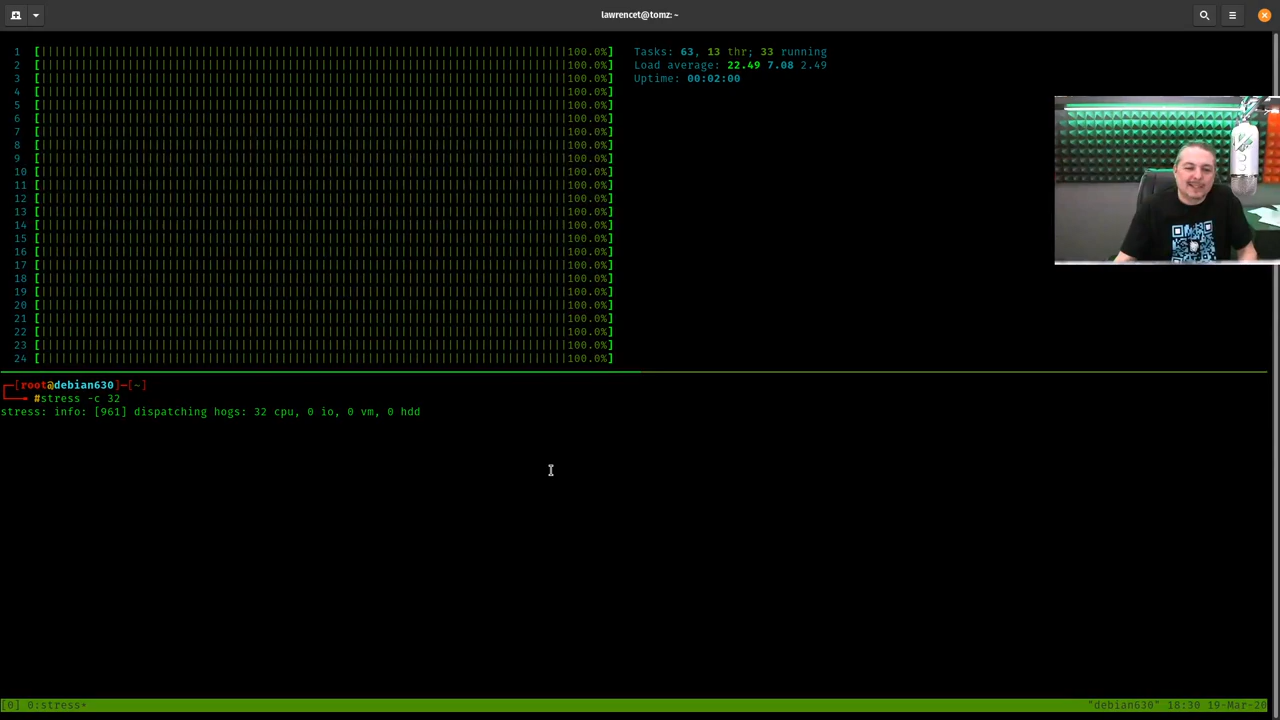 lawrencet@tomz: ~
1 [100.0%] Tasks: 63, 13 thr; 33 running
2 [100.0%] Load average: 22.49 7.08 2.49
3 [100.0%] Uptime: 00:02:00
4 [100.0%]
5 [100.0%]
6 [100.0%]
7 [100.0%]
8 [100.0%]
9 [100.0%]
10 [100.0%]
11 [100.0%]
12 [100.0%]
13 [100.0%]
14 [100.0%]
15 [100.0%]
16 [100.0%]
17 [100.0%]
18 [100.0%]
19 [100.0%]
20 [100.0%]
21 [100.0%]
22 [100.0%]
23 [100.0%]
24 [100.0%]
[root@debian630]─[~]
#stress -c 32
stress: info: [961] dispatching hogs: 32 cpu, 0 io, 0 vm, 0 hdd
[0] 0:stress* "debian630" 18:30 19-Mar-20